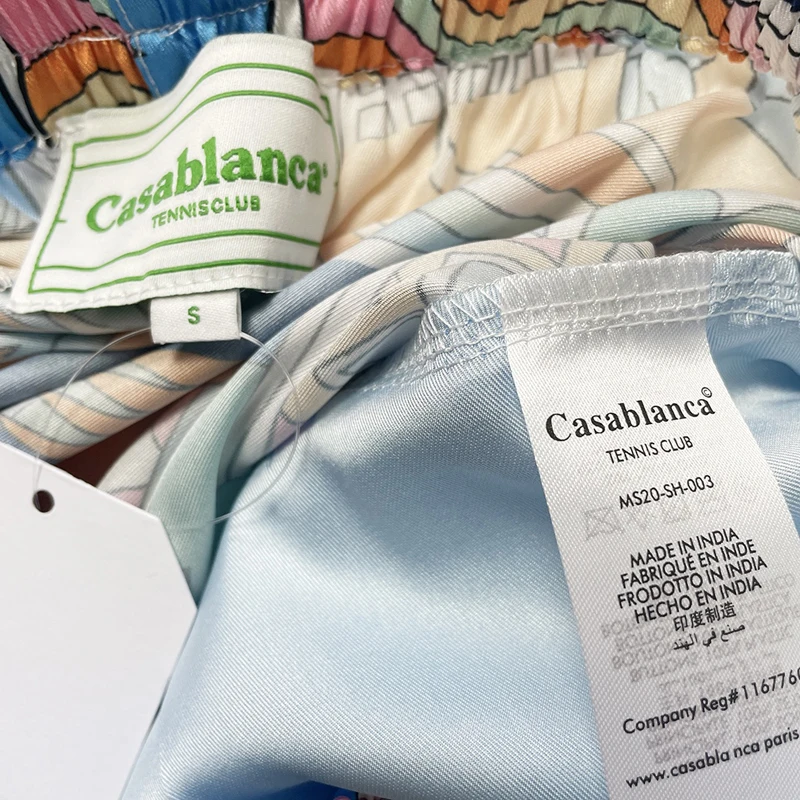 Casablanca
TENNISCLUB
S
Casablanca©
TENNIS CLUB
MS20-SH-003
MADE IN INDIA
FABRIQUÉ EN INDE
FRODOTTO IN INDIA
HECHO EN INDIA
印度制造
صنع في الهند
Company Reg# 1167760
www.casabla nca paris